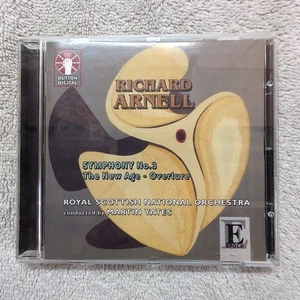 DUTTON
DIGITAL
RICHARD
ARNELL
SYMPHONY No.3
The New Age - Overture
ROYAL SCOTTISH NATIONAL ORCHESTRA
conducted by MARTIN YATES
E